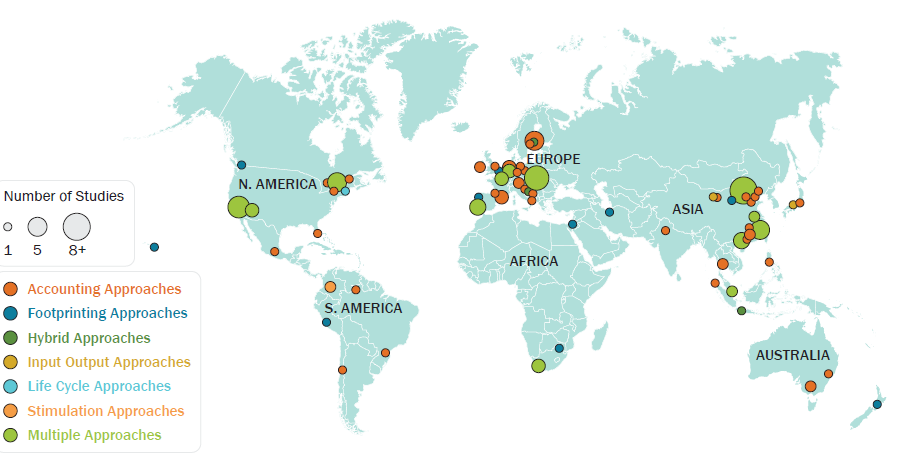 EUROPE
N. AMERICA
Number of Studies
ASIA
1 5 8+
AFRICA
Accounting Approaches
S. AMERICA
Footprinting Approaches
Hybrid Approaches
AUSTRALIA
Input Output Approaches
Life Cycle Approaches
Stimulation Approaches
Multiple Approaches